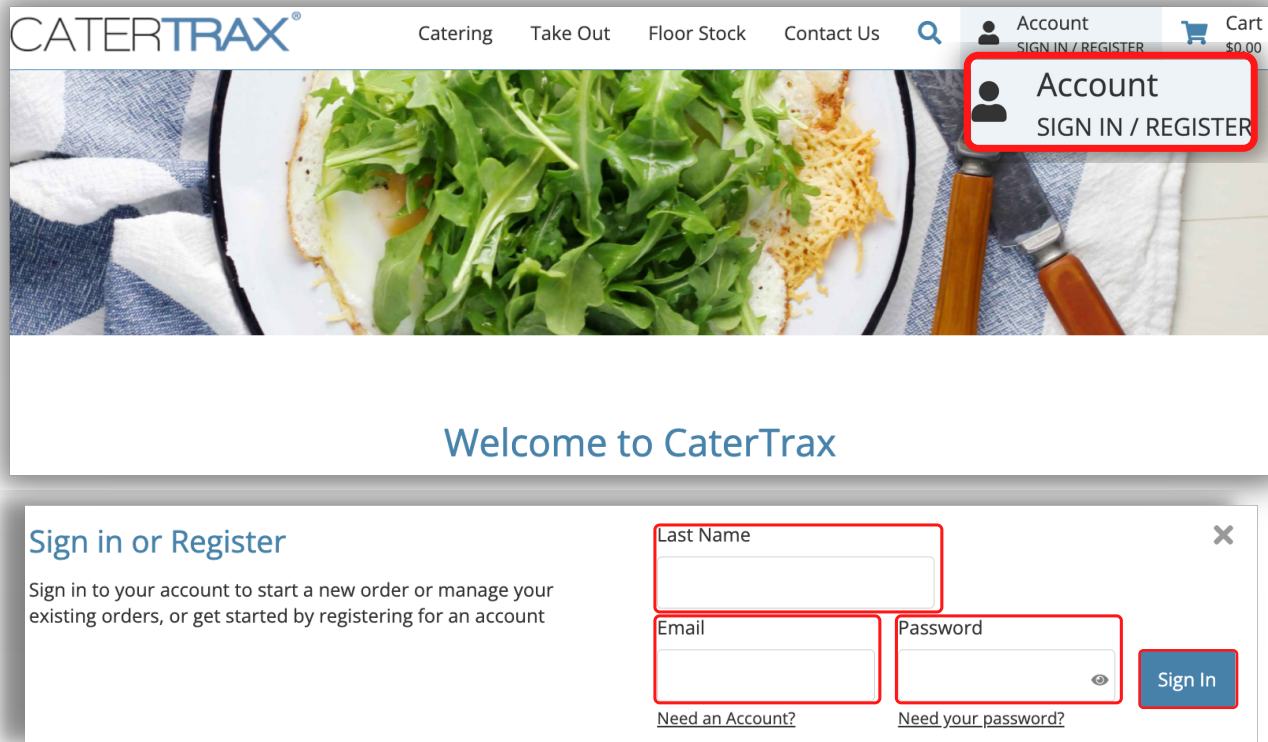 CATERTRAX®
Catering Take Out Floor Stock Contact Us
Account
SIGN IN / REGISTER
Cart
$0.00
Account
SIGN IN / REGISTER
Welcome to CaterTrax
Sign in or Register
Sign in to your account to start a new order or manage your
existing orders, or get started by registering for an account
Last Name
Email
Password
Sign In
Need an Account?
Need your password?